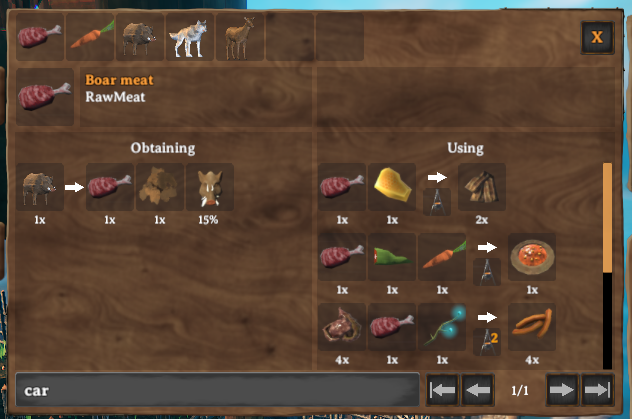 X
Boar meat
RawMeat
Obtaining
Using
1x 1x 1x 15%
1x 1x 2x
1x 1x 1x 1x
2
4x 1x 1x 4x
car
1/1